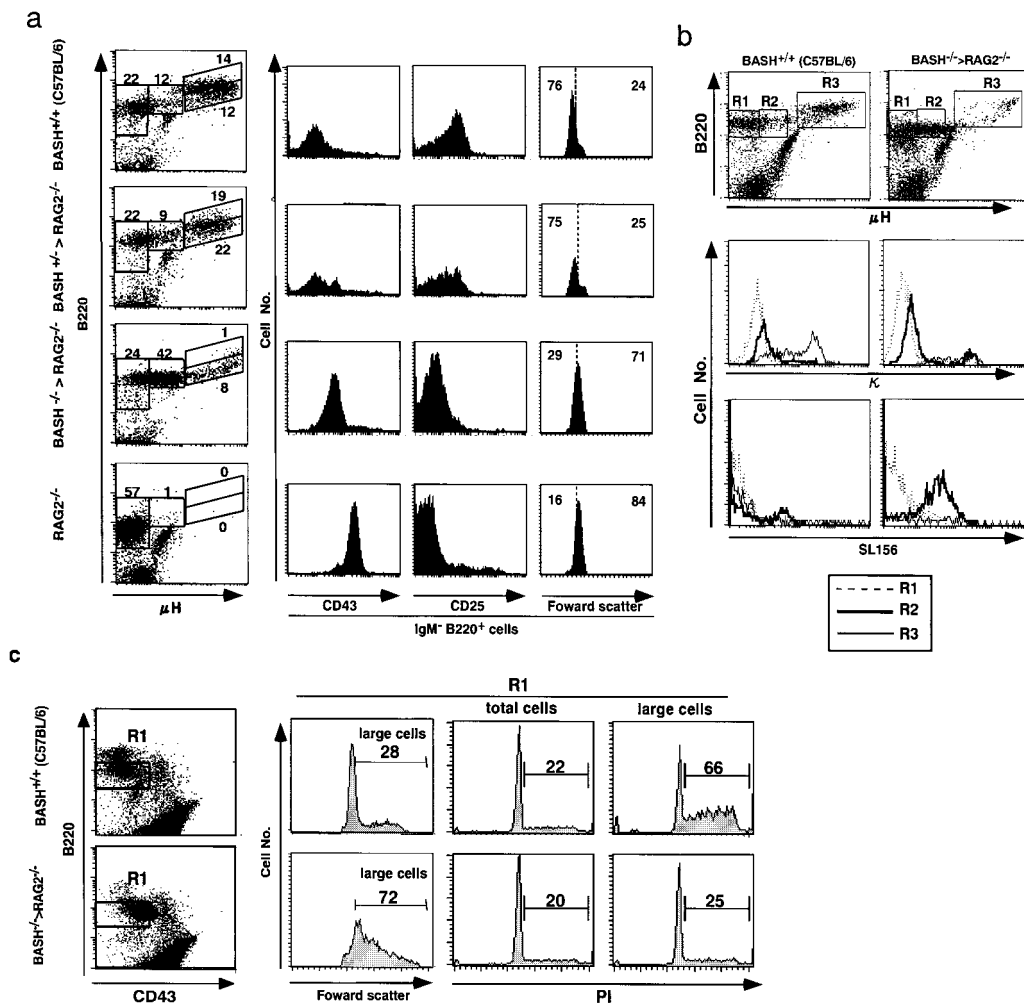 a
BASH+/+ (C57BL/6)
22 12 14
12
76 24
BASH +/- > RAG2-/-
22 9 19
22
75 25
B220
Cell No.
BASH -/- > RAG2-/-
24 42 1
8
29 71
RAG2-/-
57 1 0
0
16 84
μH
CD43 CD25 Foward scatter
IgM- B220+ cells
b
BASH+/+ (C57BL/6) BASH-/->RAG2-/-
R1 R2 R3
R1 R2 R3
B220
μH
Cell No.
κ
SL156
R1
R2
R3
c
R1
total cells large cells
BASH+/+ (C57BL/6)
R1
large cells
28
22
66
B220
Cell No.
BASH-/->RAG2-/-
R1
large cells
72
20
25
CD43 Foward scatter PI